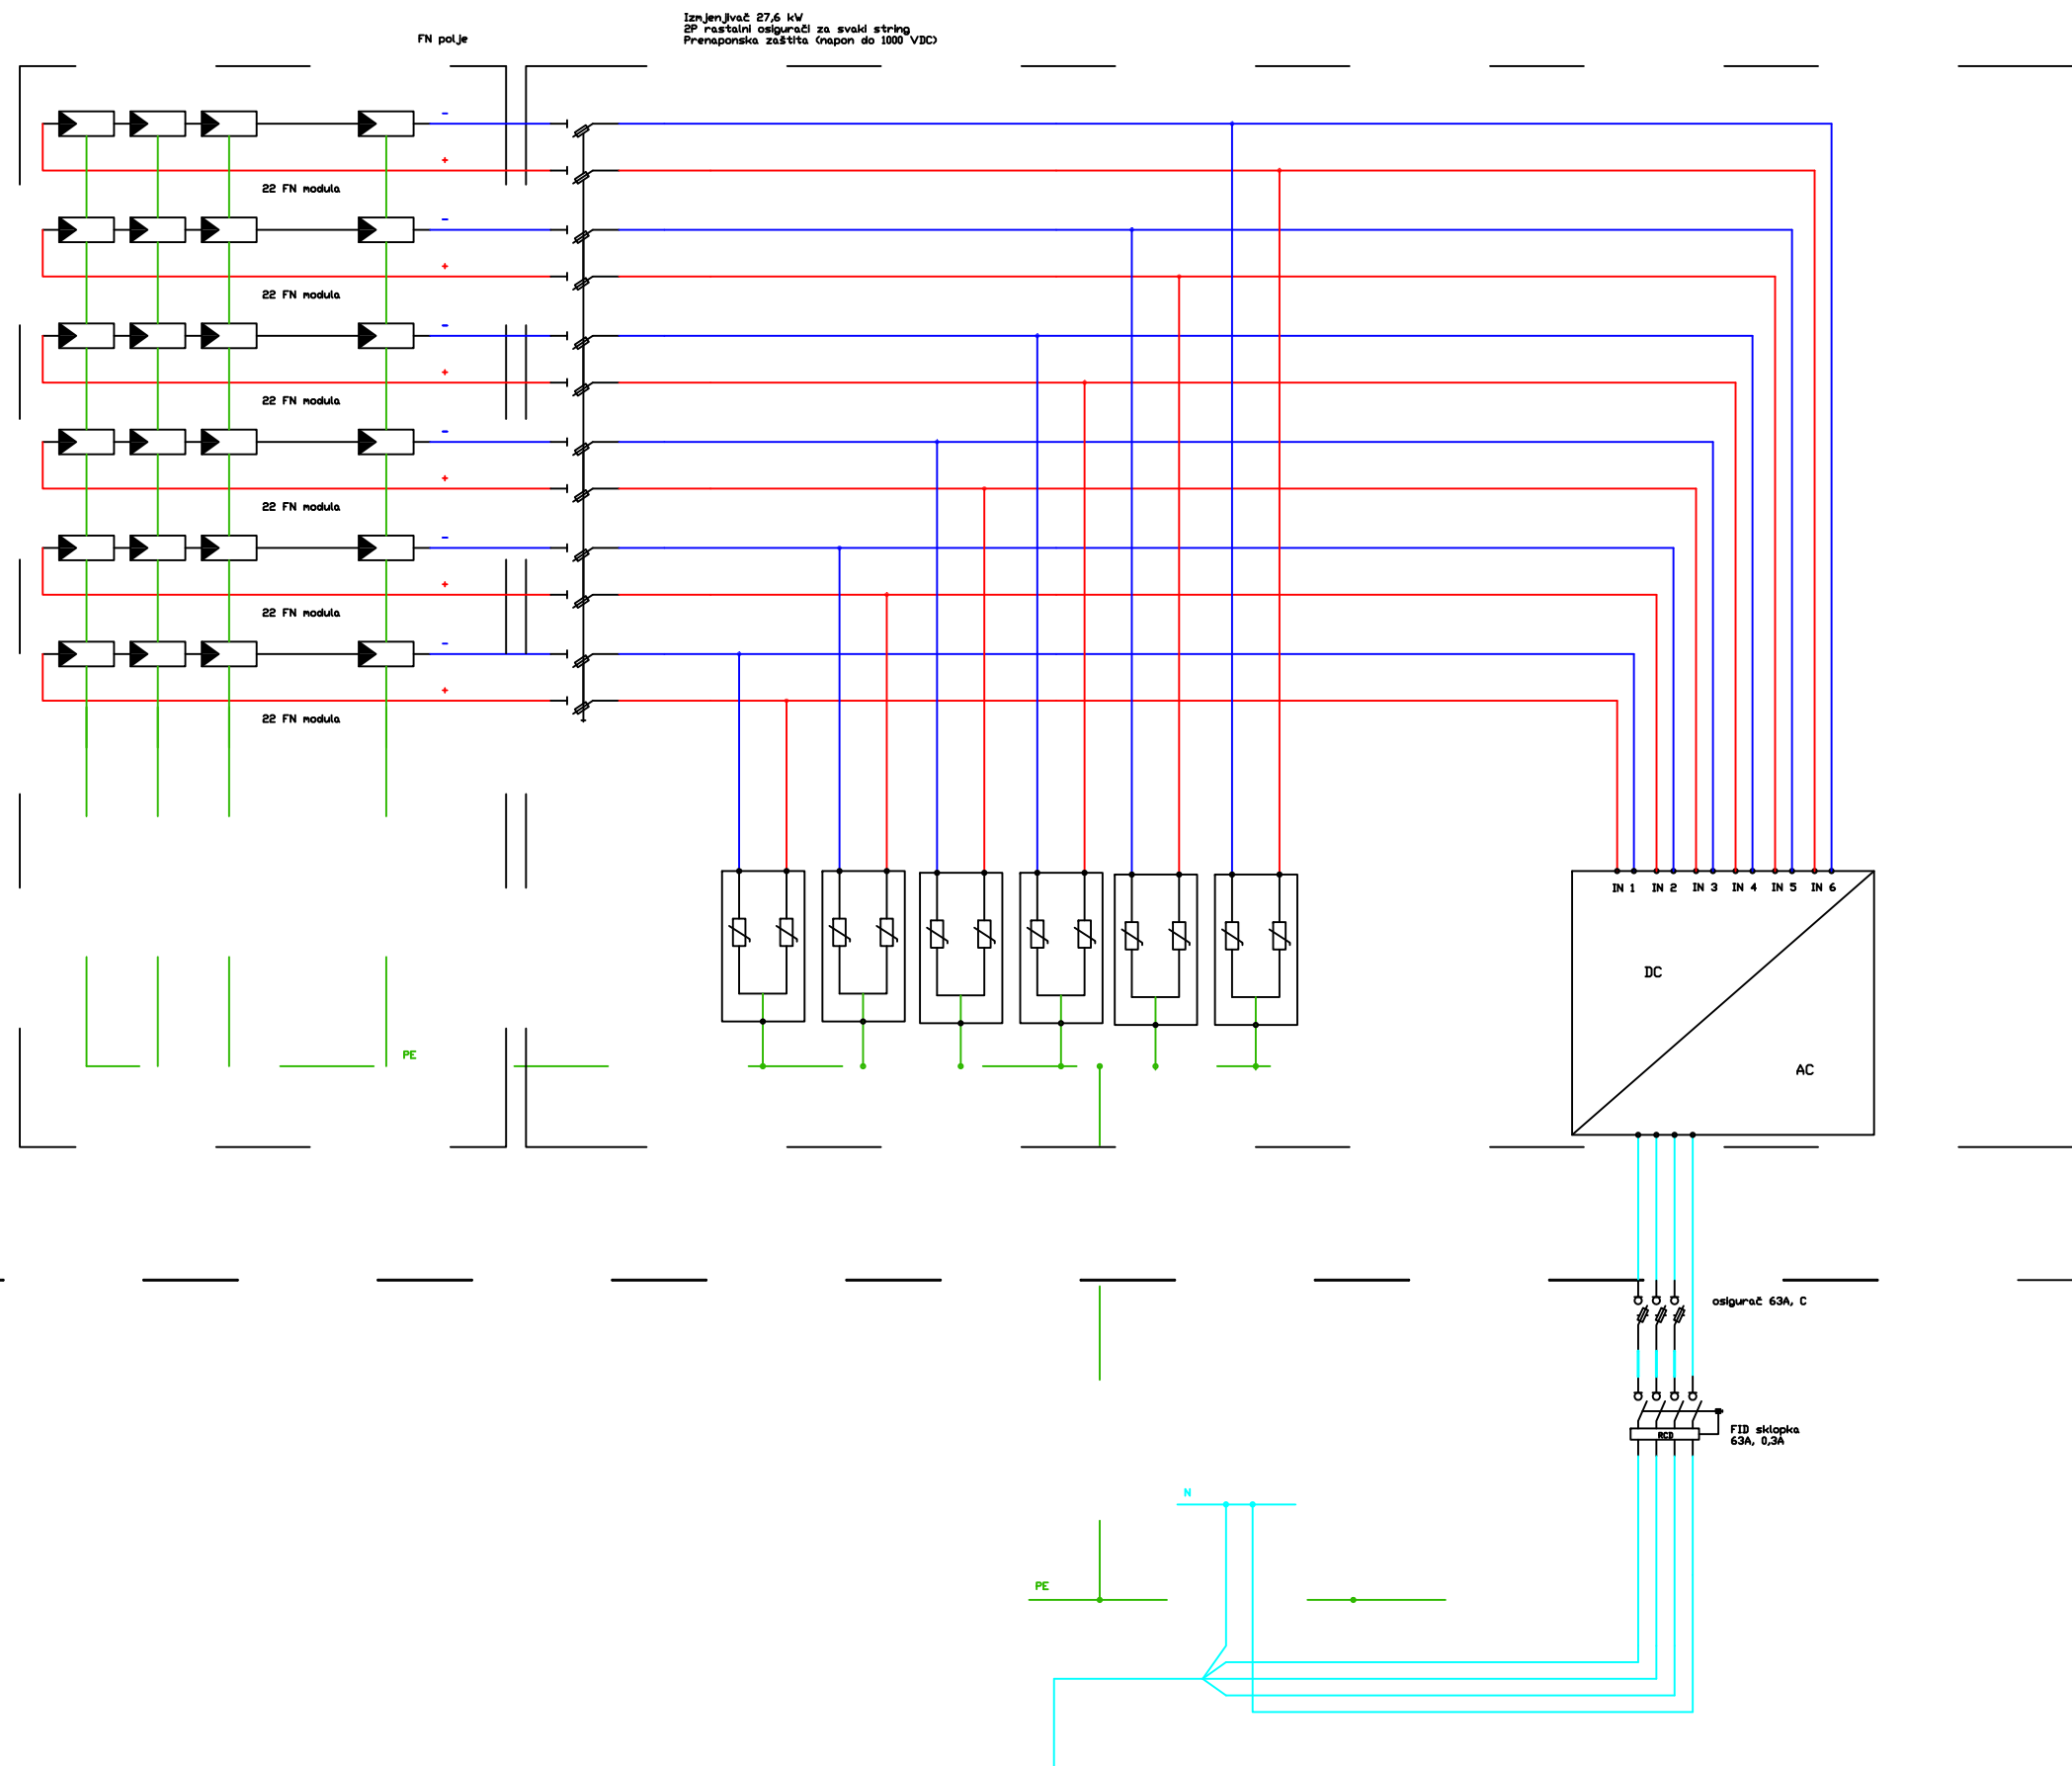 Izmjenjivač 27,6 kW
2P rastalni osigurači za svaki string
Prenaponska zaštita (napon do 1000 VDC)
FN polje
-
+
22 FN modula
-
+
22 FN modula
-
+
22 FN modula
-
+
22 FN modula
-
+
22 FN modula
-
+
22 FN modula
IN 1 IN 2 IN 3 IN 4 IN 5 IN 6
DC
AC
PE
osigurač 63A, C
FID sklopka
63A, 0,3A
RCD
N
PE